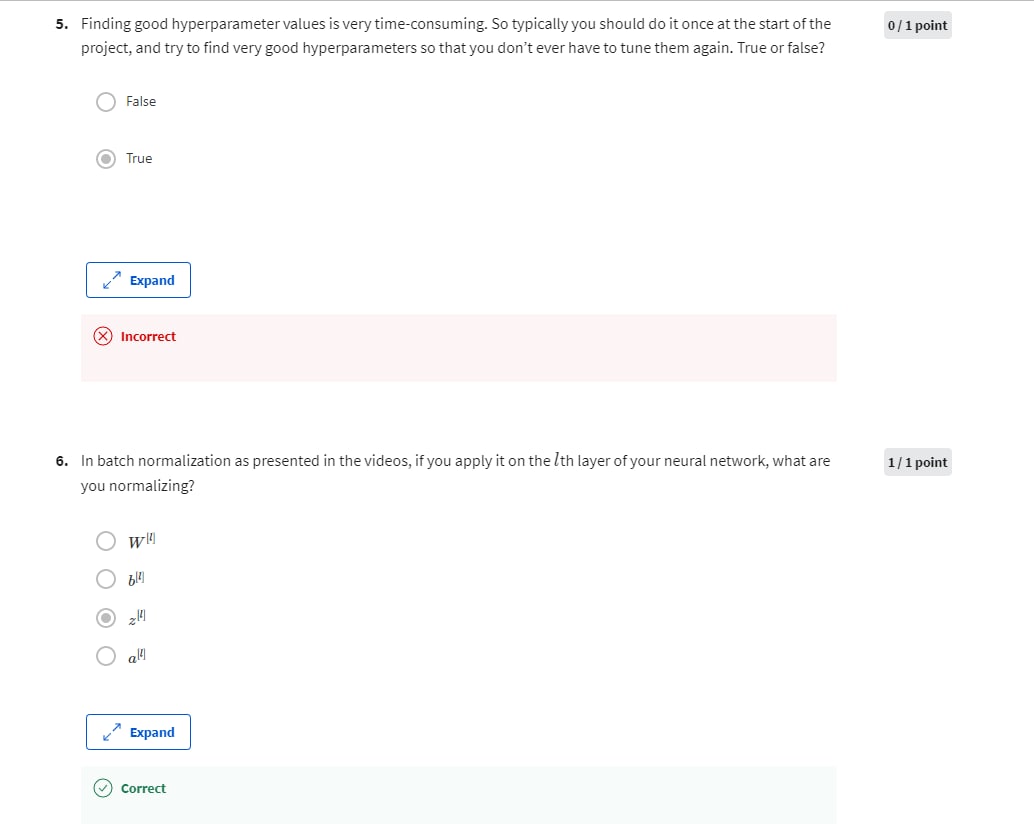 5. Finding good hyperparameter values is very time-consuming. So typically you should do it once at the start of the
0 / 1 point
project, and try to find very good hyperparameters so that you don't ever have to tune them again. True or false?
False
True
Expand
Incorrect
6. In batch normalization as presented in the videos, if you apply it on the lth layer of your neural network, what are
1 / 1 point
you normalizing?
W[l]
b[l]
z[l]
a[l]
Expand
Correct